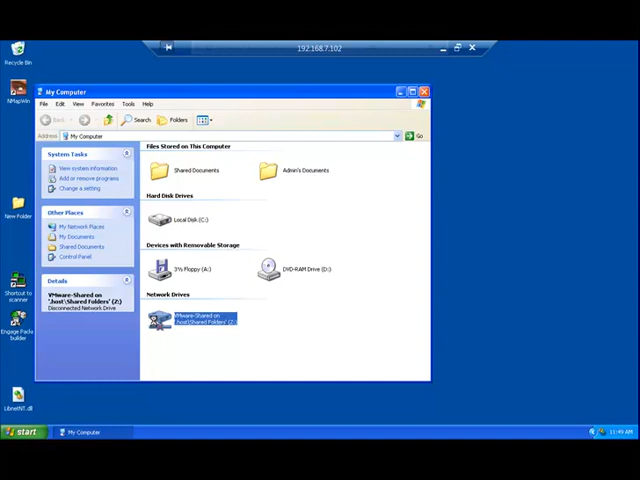 192.168.7.102
Recycle Bin
NMapWin
New Folder
Shortcut to
scanner
Engage Packet
builder
LibnetNT.dll
My Computer
File Edit View Favorites Tools Help
Back Search Folders
Address My Computer Go
System Tasks
View system information
Add or remove programs
Change a setting
Other Places
My Network Places
My Documents
Shared Documents
Control Panel
Details
VMware-Shared on
'.host\Shared Folders' (Z:)
Disconnected Network Drive
Files Stored on This Computer
Shared Documents
Admin's Documents
Hard Disk Drives
Local Disk (C:)
Devices with Removable Storage
3½ Floppy (A:)
DVD-RAM Drive (D:)
Network Drives
VMware-Shared on
'.host\Shared Folders' (Z:)
start
My Computer
11:49 AM